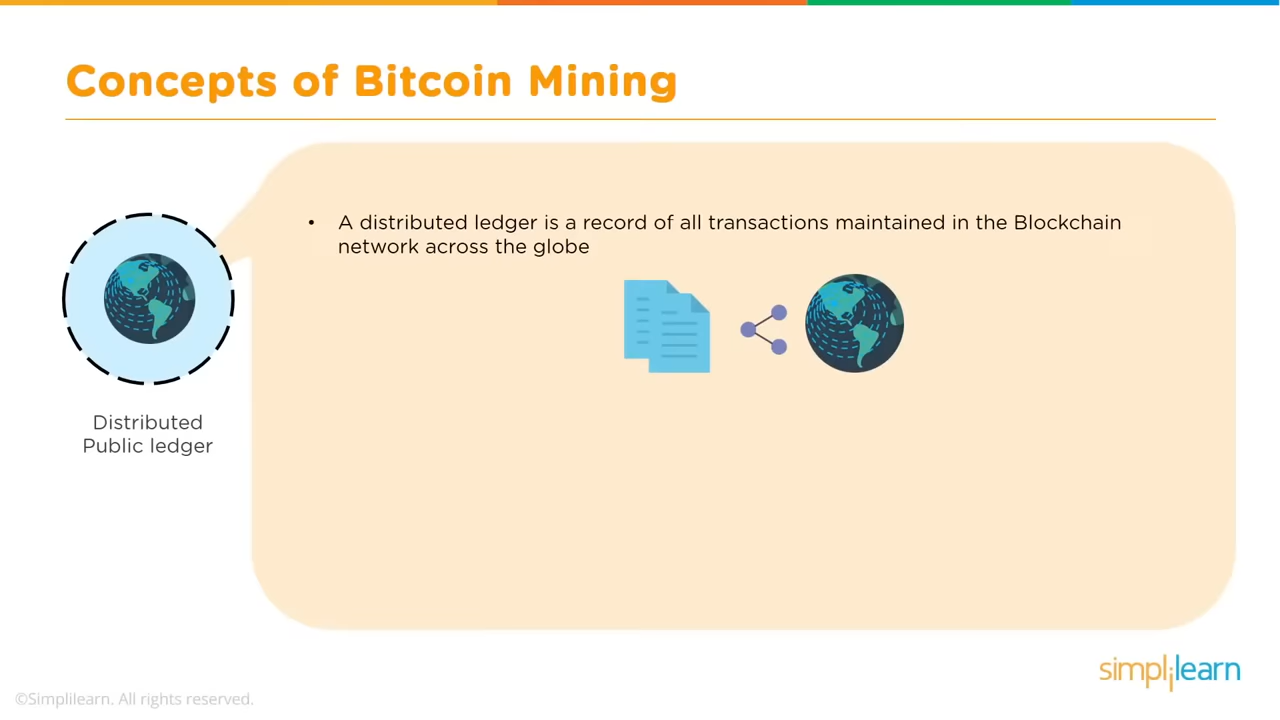 Concepts of Bitcoin Mining
• A distributed ledger is a record of all transactions maintained in the Blockchain
network across the globe
Distributed
Public ledger
simplilearn
©Simplilearn. All rights reserved.